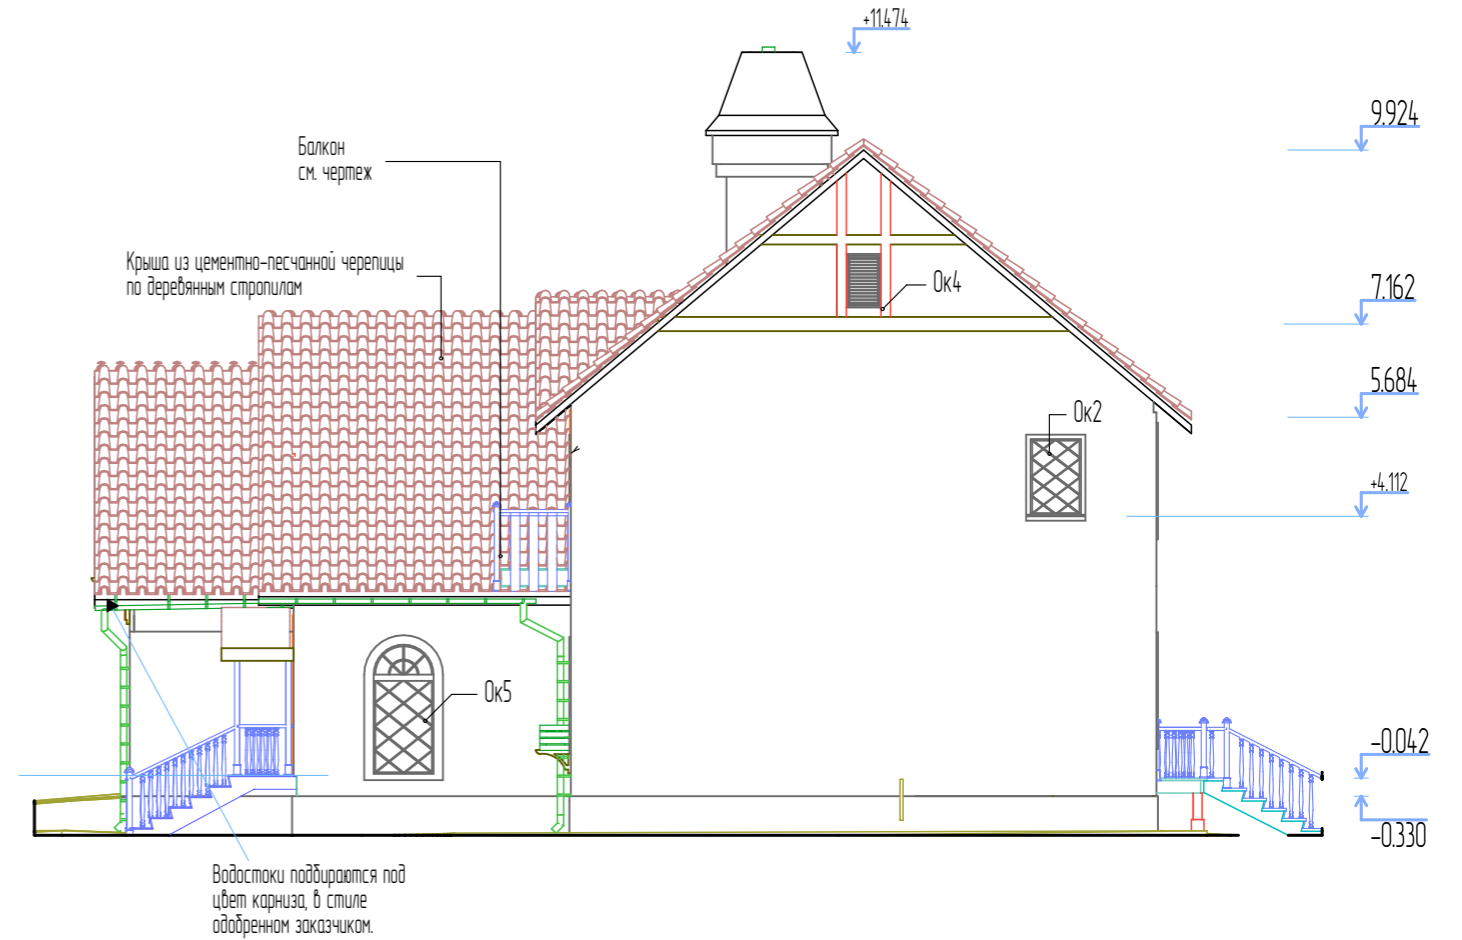 +11.474
9.924
Балкон
см. чертеж
Крыша из цементно-песчанной черепицы
по деревянным стропилам
Ок4
7.162
5.684
Ок2
+4.112
Ок5
-0.042
-0.330
Водостоки подбираются под
цвет карниза, в стиле
одобренном заказчиком.